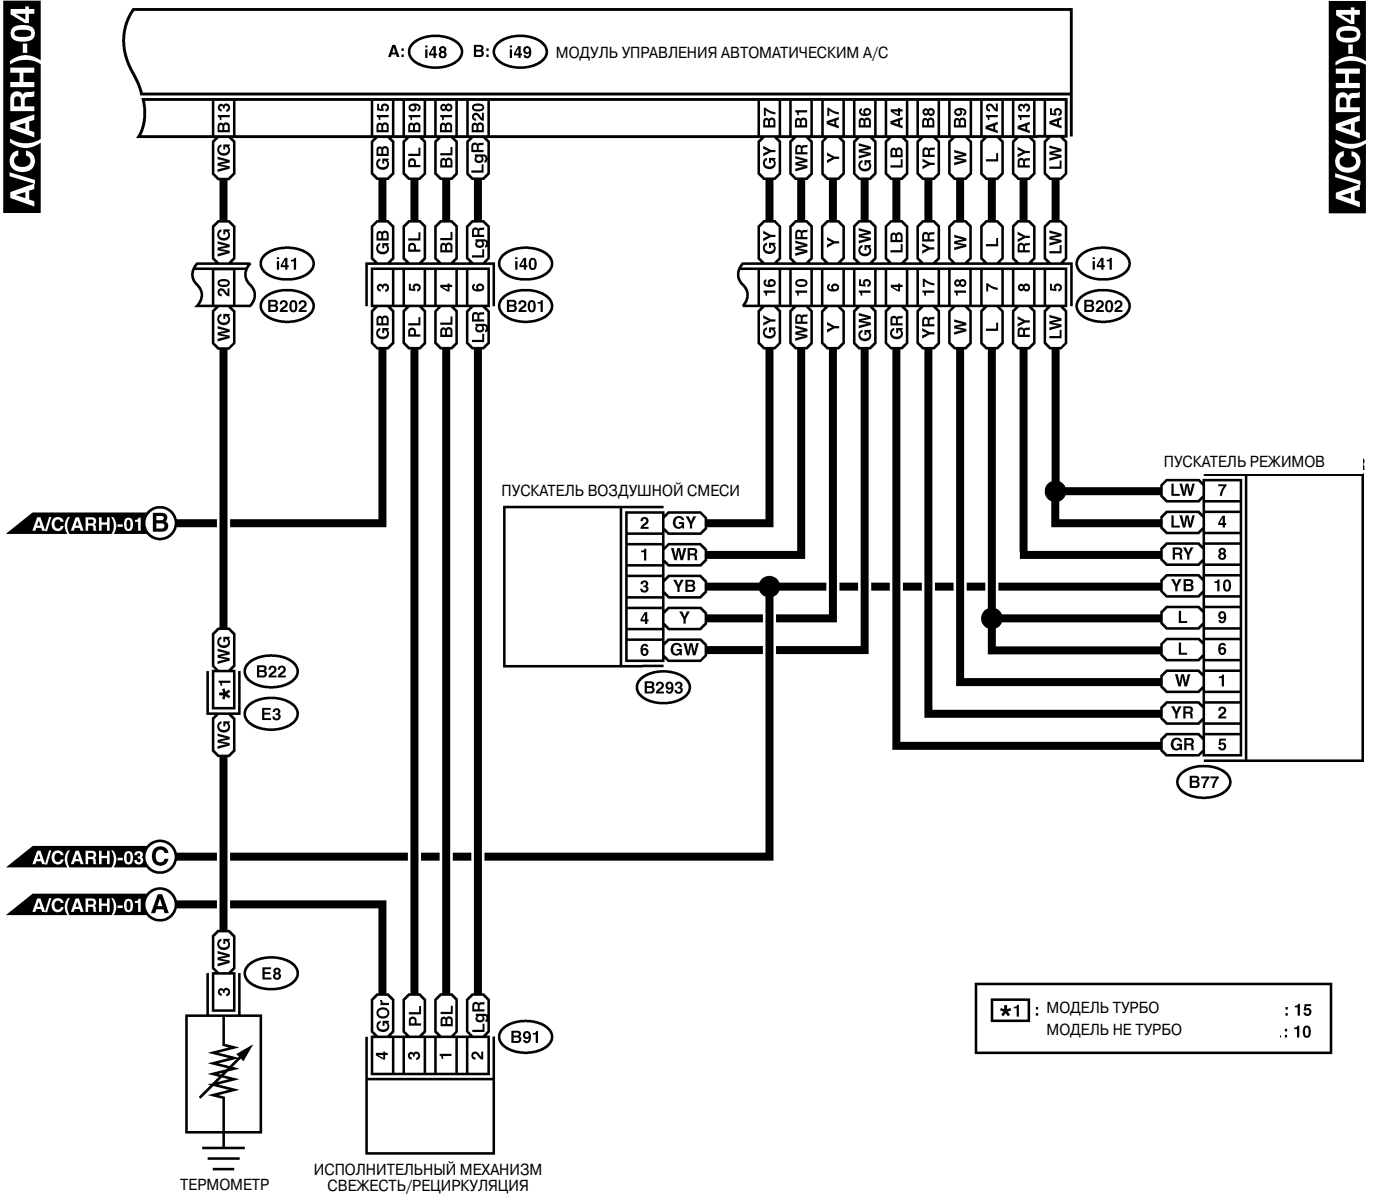 A/C(ARH)-04
A/C(ARH)-04
A: i48 B: i49 МОДУЛЬ УПРАВЛЕНИЯ АВТОМАТИЧЕСКИМ А/С
B13 B15 B19 B18 B20 B7 B1 A7 B6 A4 B8 B9 A12 A13 A5
WG GB PL BL LgR GY WR Y GW LB YR W L RY LW
WG GB PL BL LgR GY WR Y GW LB YR W L RY LW
i41 i40 i41
20 3 5 4 6 16 10 6 15 4 17 18 7 8 5
B202 B201 B202
WG GB PL BL LgR GY WR Y GW GR YR W L RY LW
ПУСКАТЕЛЬ РЕЖИМОВ
ПУСКАТЕЛЬ ВОЗДУШНОЙ СМЕСИ
LW 7
LW 4
RY 8
YB 10
L 9
L 6
W 1
YR 2
GR 5
B77
2 GY
1 WR
3 YB
4 Y
6 GW
B293
A/C(ARH)-01 B
WG
B22
*1
E3
WG
A/C(ARH)-03 C
A/C(ARH)-01 A
WG
E8
3
GOr PL BL LgR
B91
4 3 1 2
*1 : МОДЕЛЬ ТУРБО : 15
МОДЕЛЬ НЕ ТУРБО .: 10
ИСПОЛНИТЕЛЬНЫЙ МЕХАНИЗМ
СВЕЖЕСТЬ/РЕЦИРКУЛЯЦИЯ
ТЕРМОМЕТР